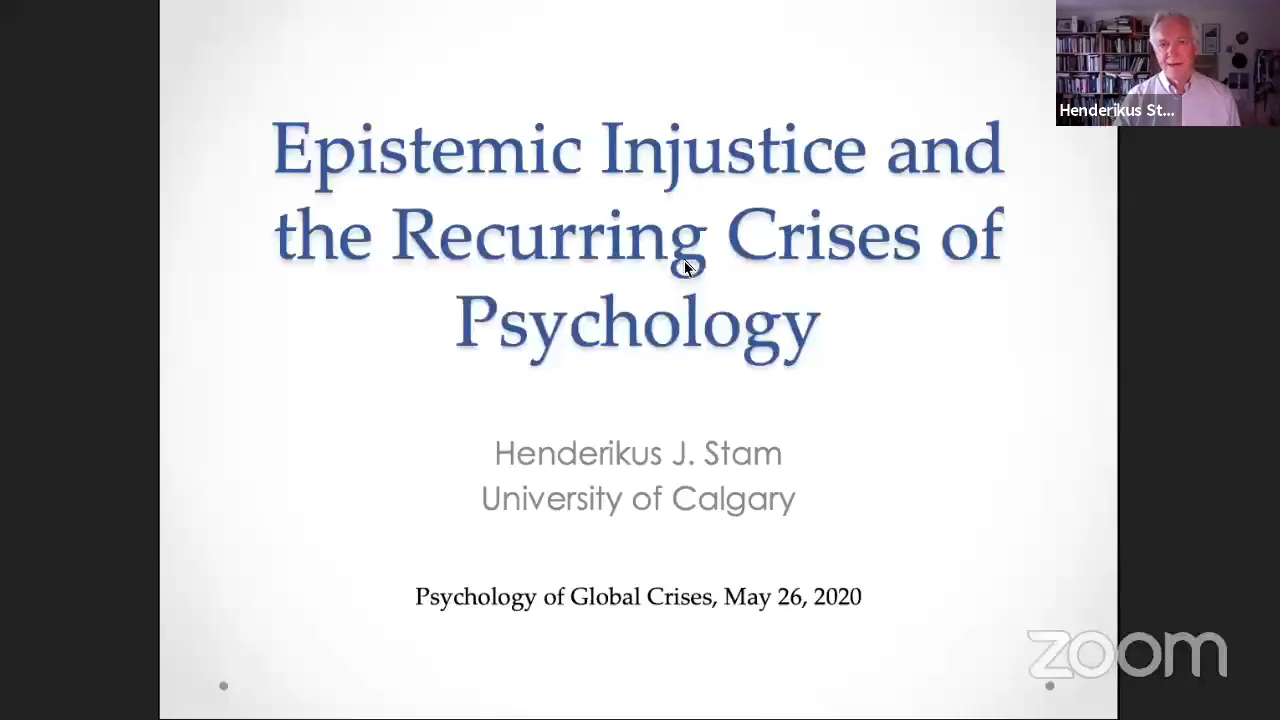 Henderikus St...
Epistemic Injustice and
the Recurring Crises of
Psychology
Henderikus J. Stam
University of Calgary
Psychology of Global Crises, May 26, 2020
zoom